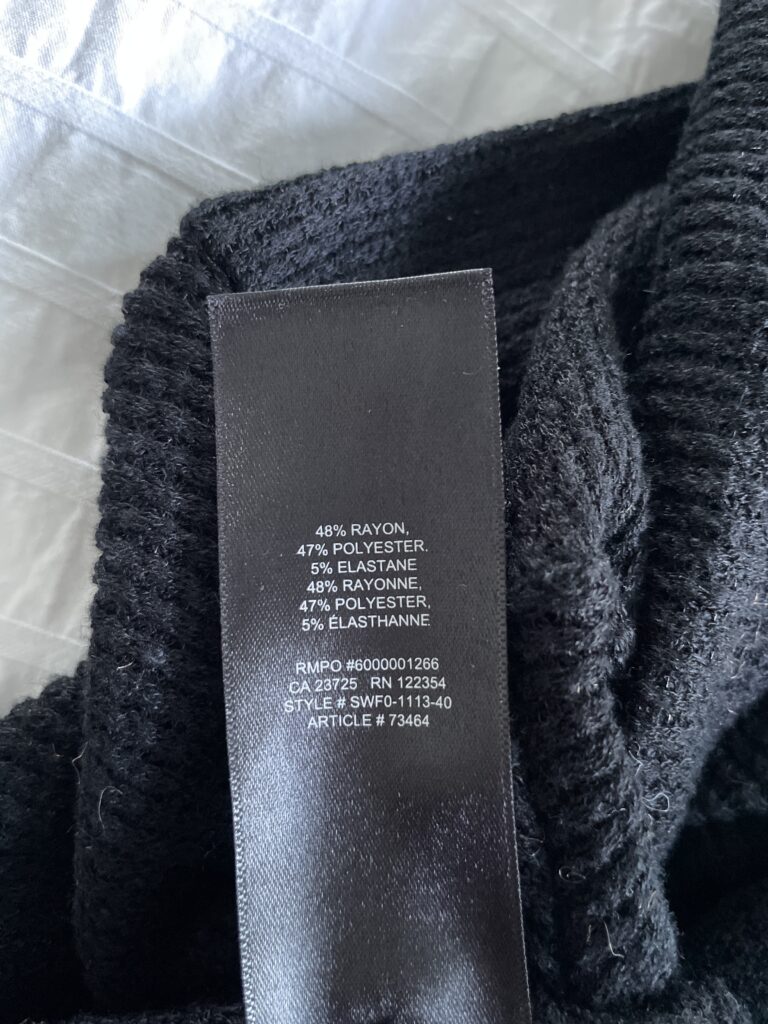 48% RAYON,
47% POLYESTER.
5% ELASTANE
48% RAYONNE,
47% POLYESTER,
5% ÉLASTHANNE
RMPO #6000001266
CA 23725 RN 122354
STYLE # SWF0-1113-40
ARTICLE # 73464